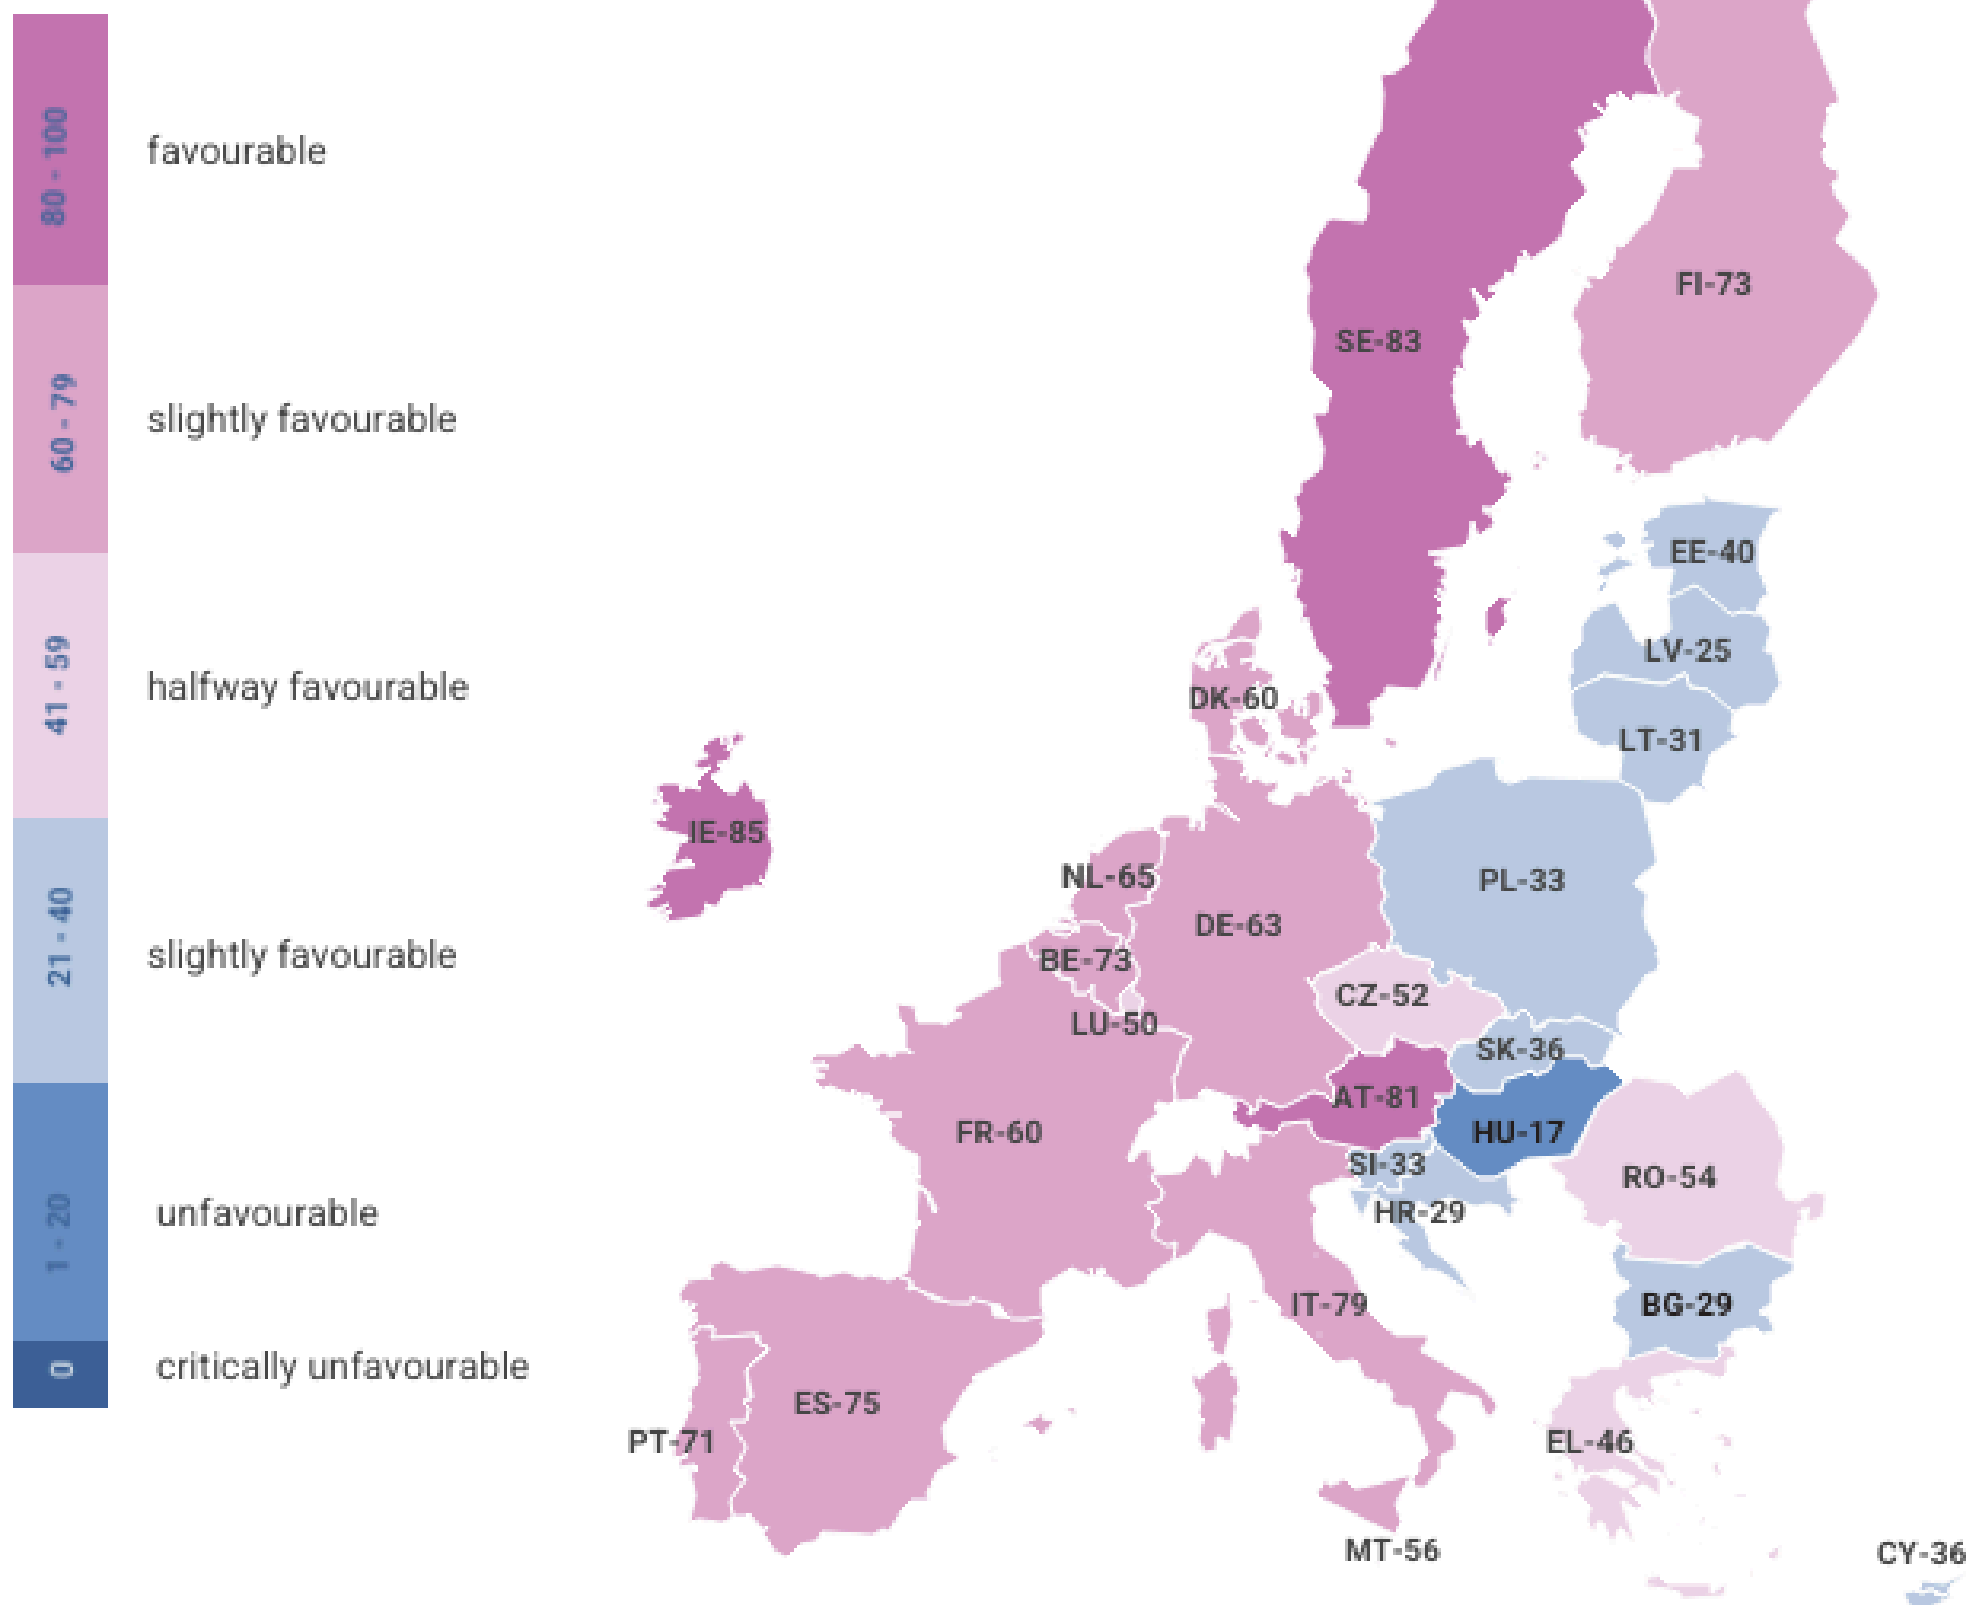 80 - 100
favourable
60 - 79
slightly favourable
41 - 59
halfway favourable
21 - 40
slightly favourable
1 - 20
unfavourable
0
critically unfavourable
FI-73
SE-83
EE-40
LV-25
DK-60
LT-31
IE-85
NL-65
PL-33
DE-63
BE-73
CZ-52
LU-50
SK-36
AT-81
FR-60
HU-17
SI-33
RO-54
HR-29
IT-79
BG-29
ES-75
PT-71
EL-46
MT-56
CY-36